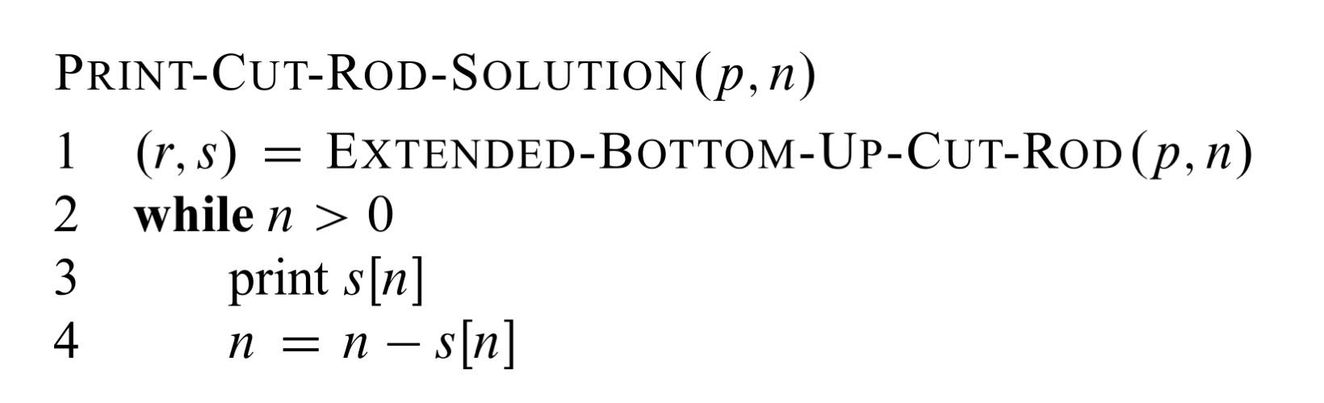 PRINT-CUT-ROD-SOLUTION(p, n)
1 (r, s) = EXTENDED-BOTTOM-UP-CUT-ROD(p, n)
2 while n > 0
3 print s[n]
4 n = n − s[n]